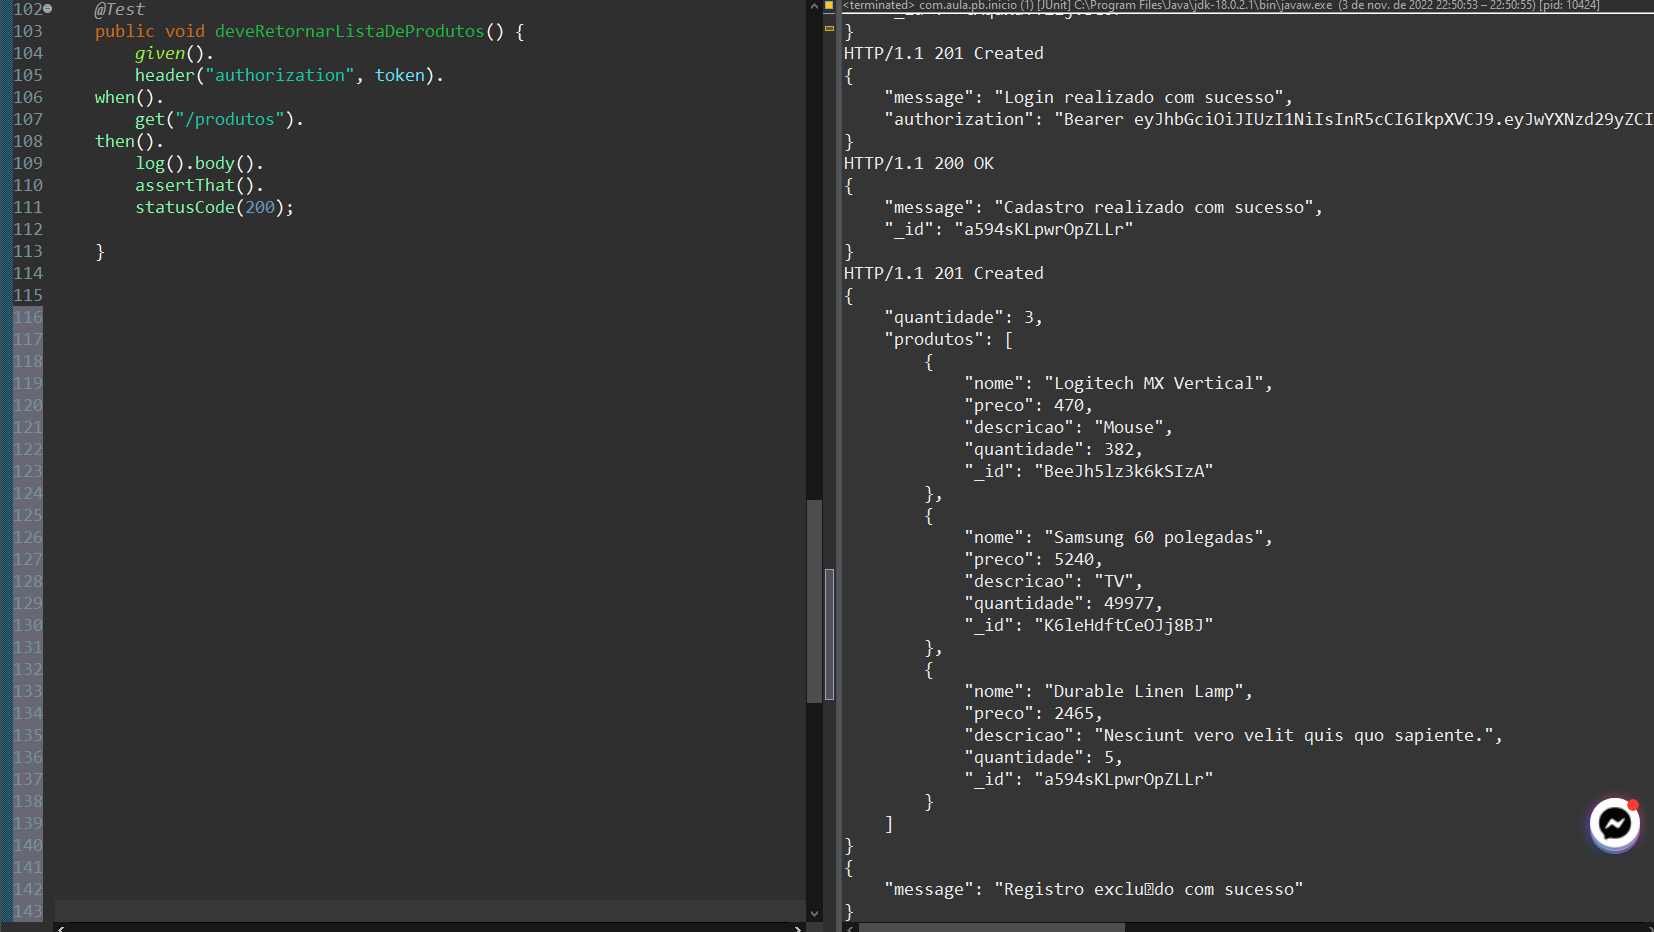 102 @Test
103 public void deveRetornarListaDeProdutos() {
104 given().
105 header("authorization", token).
106 when().
107 get("/produtos").
108 then().
109 log().body().
110 assertThat().
111 statusCode(200);
112
113 }
114
115
116
117
118
119
120
121
122
123
124
125
126
127
128
129
130
131
132
133
134
135
136
137
138
139
140
141
142
143
<terminated> com.aula.pb.inicio (1) [JUnit] C:\Program Files\Java\jdk-18.0.2.1\bin\javaw.exe (3 de nov. de 2022 22:50:53 – 22:50:55) [pid: 10424]
}
HTTP/1.1 201 Created
{
"message": "Login realizado com sucesso",
"authorization": "Bearer eyJhbGciOiJIUzI1NiIsInR5cCI6IkpXVCJ9.eyJwYXNzd29yZCI
}
HTTP/1.1 200 OK
{
"message": "Cadastro realizado com sucesso",
"_id": "a594sKLpwrOpZLLr"
}
HTTP/1.1 201 Created
{
"quantidade": 3,
"produtos": [
{
"nome": "Logitech MX Vertical",
"preco": 470,
"descricao": "Mouse",
"quantidade": 382,
"_id": "BeeJh5lz3k6kSIzA"
},
{
"nome": "Samsung 60 polegadas",
"preco": 5240,
"descricao": "TV",
"quantidade": 49977,
"_id": "K6leHdftCeOJj8BJ"
},
{
"nome": "Durable Linen Lamp",
"preco": 2465,
"descricao": "Nesciunt vero velit quis quo sapiente.",
"quantidade": 5,
"_id": "a594sKLpwrOpZLLr"
}
]
}
{
"message": "Registro exclu�do com sucesso"
}